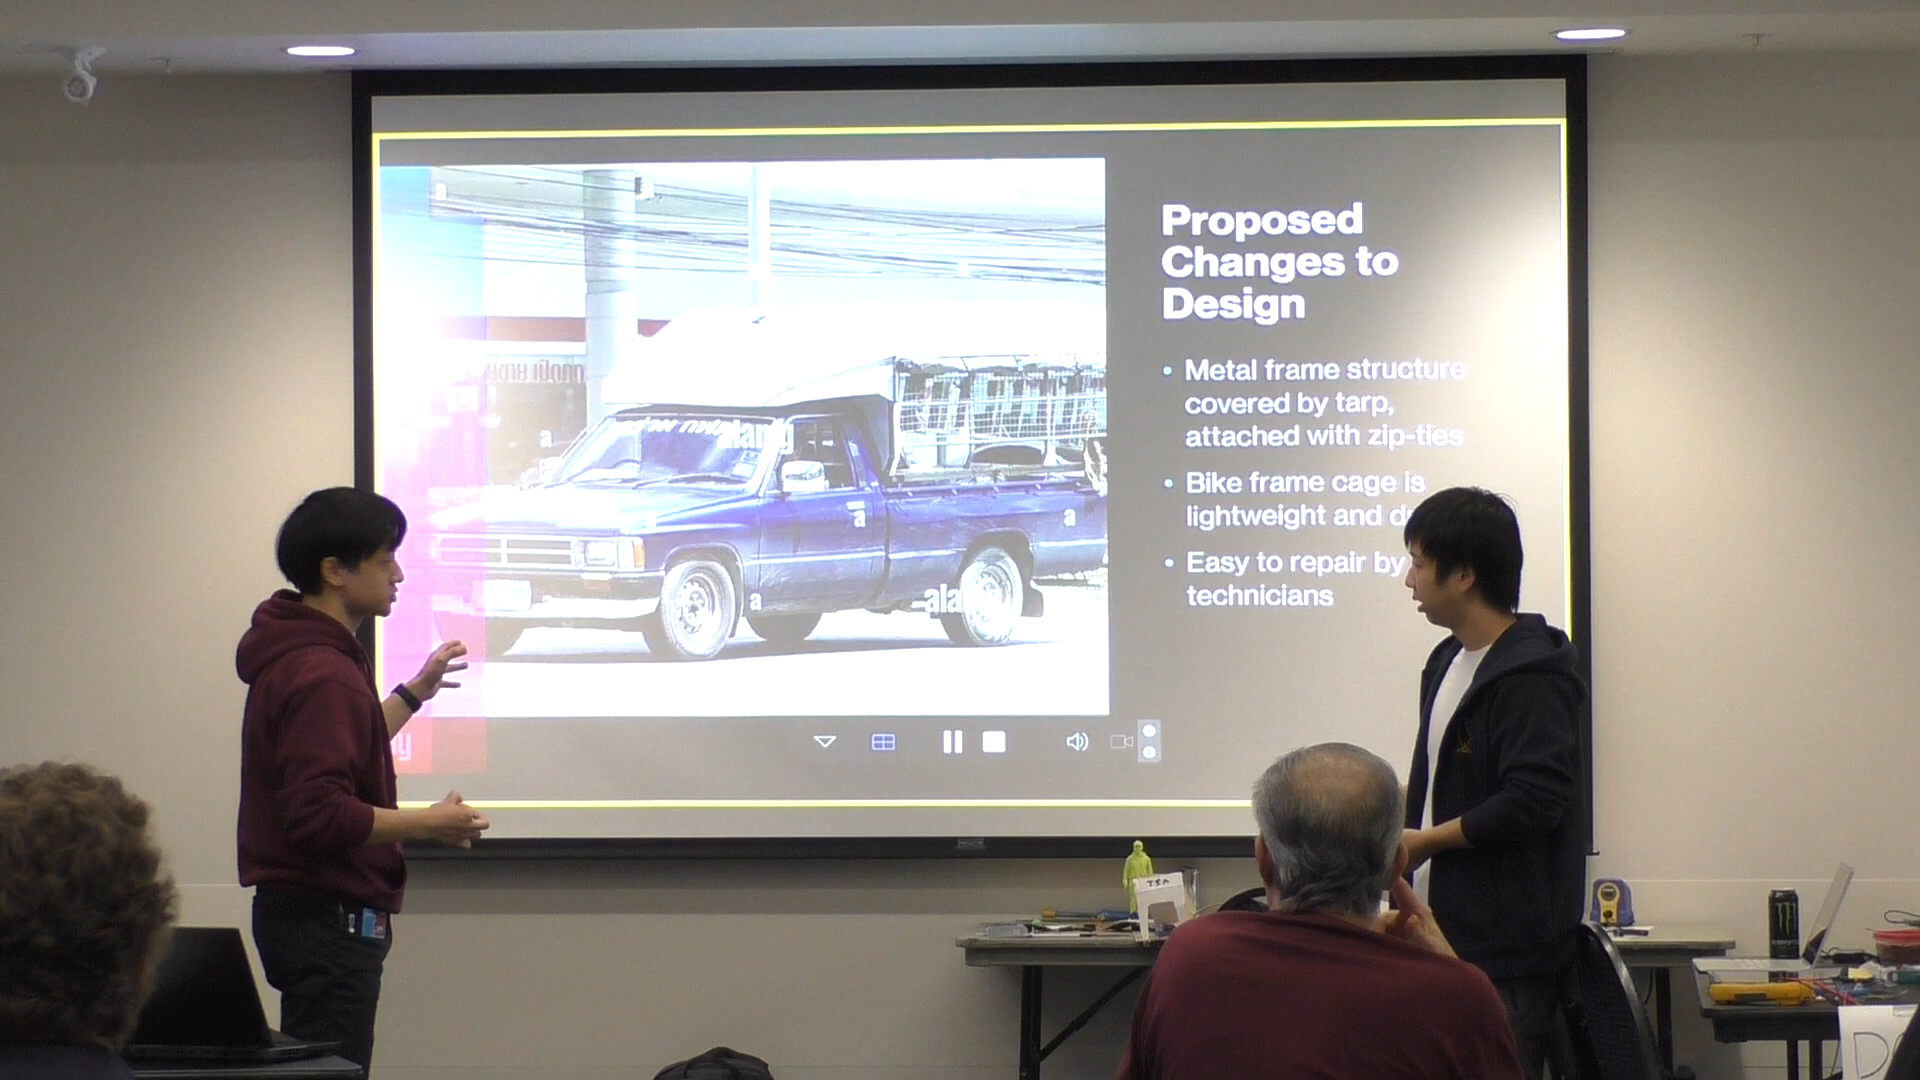 Proposed
Changes to
Design
• Metal frame structure
covered by tarp,
attached with zip-ties
• Bike frame cage is
lightweight and
• Easy to repair by
technicians
a
a
a
a
a
TSA